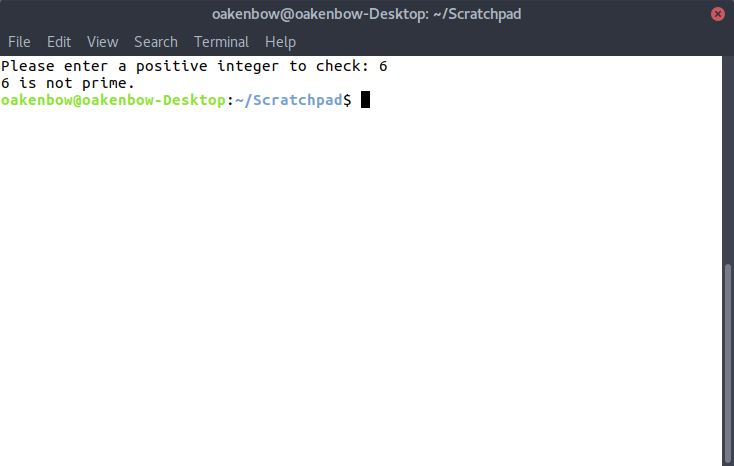 oakenbow@oakenbow-Desktop: ~/Scratchpad
File Edit View Search Terminal Help
Please enter a positive integer to check: 6
6 is not prime.
oakenbow@oakenbow-Desktop:~/Scratchpad$